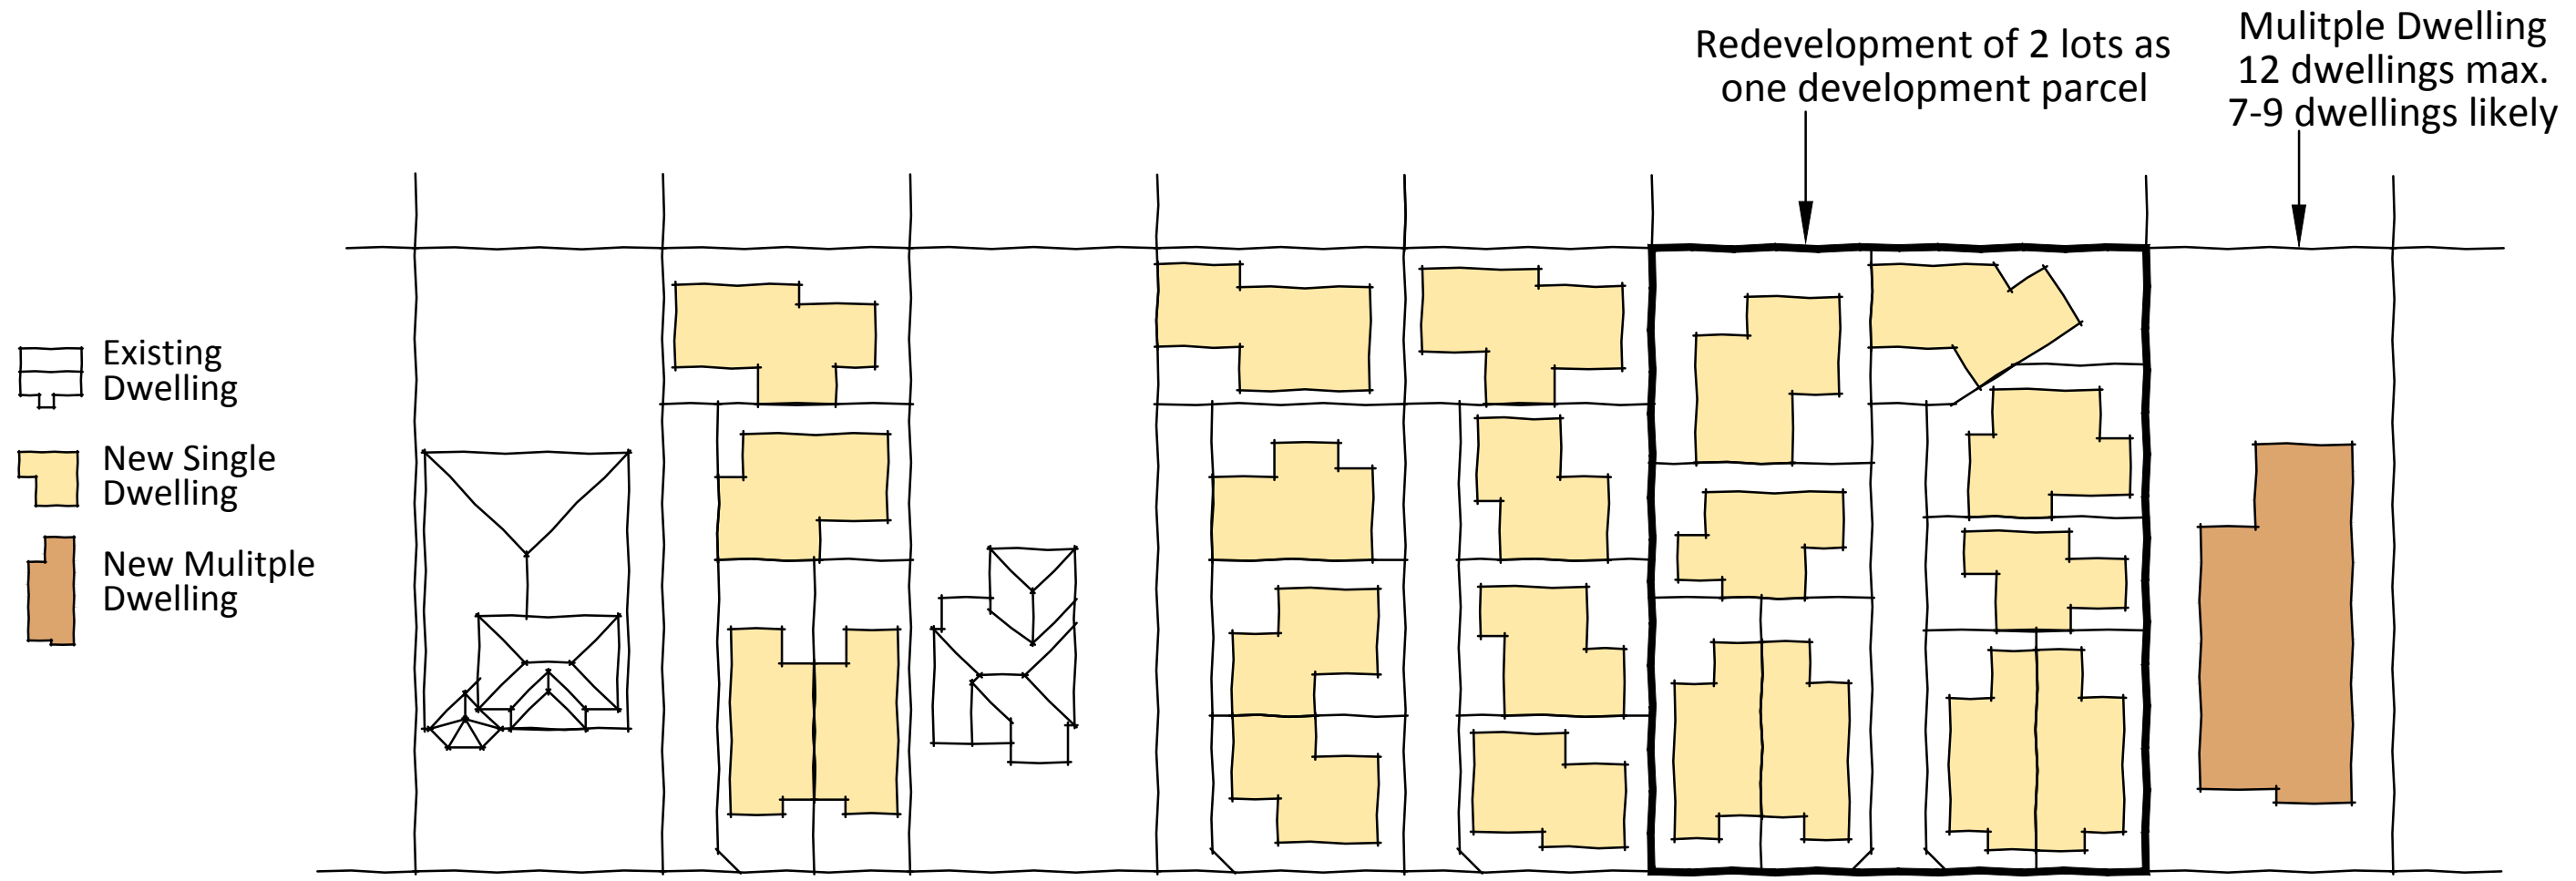 Redevelopment of 2 lots as
one development parcel
Mulitple Dwelling
12 dwellings max.
7-9 dwellings likely
Existing
Dwelling
New Single
Dwelling
New Mulitple
Dwelling